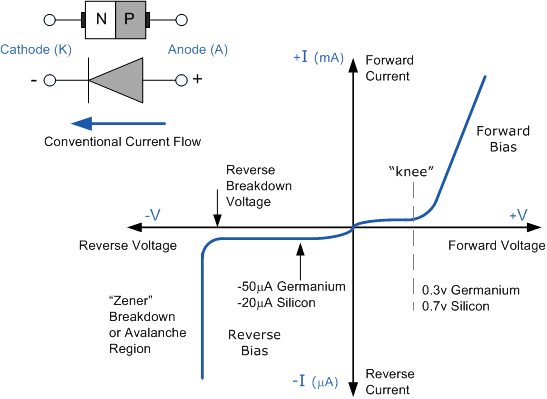 N P
Cathode (K)
Anode (A)
- +
Conventional Current Flow
+I (mA)
Forward
Current
Forward
Bias
"knee"
Reverse
Breakdown
Voltage
-V
+V
Reverse Voltage
Forward Voltage
-50µA Germanium
-20µA Silicon
0.3v Germanium
0.7v Silicon
"Zener"
Breakdown
or Avalanche
Region
Reverse
Bias
-I (µA)
Reverse
Current